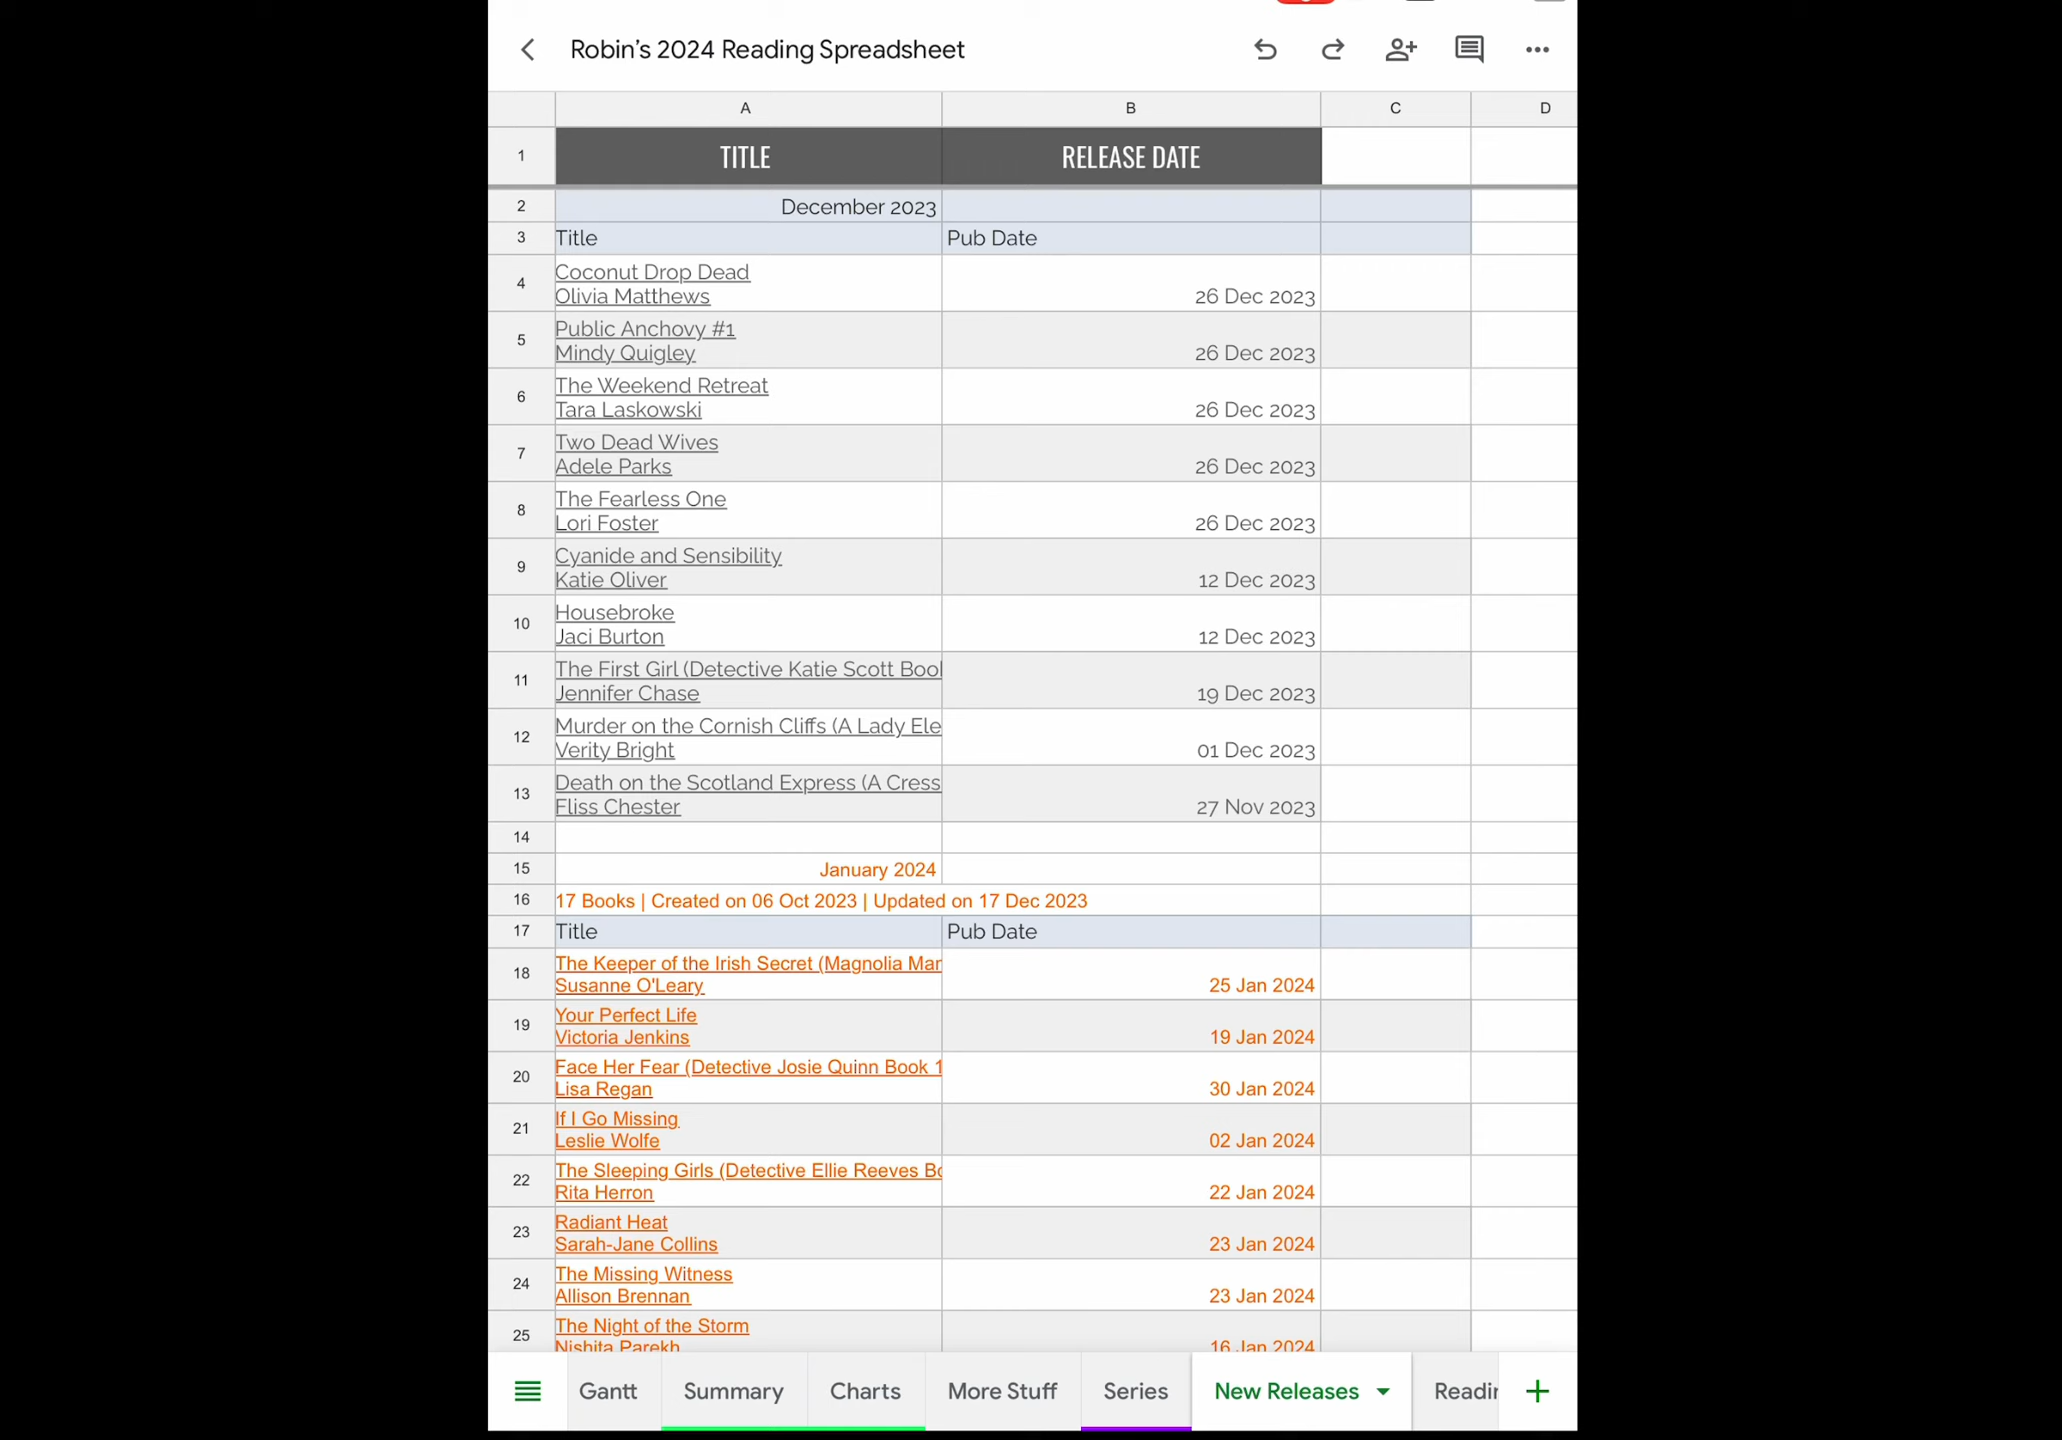 Robin's 2024 Reading Spreadsheet
A B C D
1 TITLE RELEASE DATE
2 December 2023
3 Title Pub Date
4 Coconut Drop Dead
Olivia Matthews 26 Dec 2023
5 Public Anchovy #1
Mindy Quigley 26 Dec 2023
6 The Weekend Retreat
Tara Laskowski 26 Dec 2023
7 Two Dead Wives
Adele Parks 26 Dec 2023
8 The Fearless One
Lori Foster 26 Dec 2023
9 Cyanide and Sensibility
Katie Oliver 12 Dec 2023
10 Housebroke
Jaci Burton 12 Dec 2023
11 The First Girl (Detective Katie Scott Bool
Jennifer Chase 19 Dec 2023
12 Murder on the Cornish Cliffs (A Lady Ele
Verity Bright 01 Dec 2023
13 Death on the Scotland Express (A Cress
Fliss Chester 27 Nov 2023
14
15 January 2024
16 17 Books | Created on 06 Oct 2023 | Updated on 17 Dec 2023
17 Title Pub Date
18 The Keeper of the Irish Secret (Magnolia Mar
Susanne O'Leary 25 Jan 2024
19 Your Perfect Life
Victoria Jenkins 19 Jan 2024
20 Face Her Fear (Detective Josie Quinn Book 1
Lisa Regan 30 Jan 2024
21 If I Go Missing
Leslie Wolfe 02 Jan 2024
22 The Sleeping Girls (Detective Ellie Reeves Bo
Rita Herron 22 Jan 2024
23 Radiant Heat
Sarah-Jane Collins 23 Jan 2024
24 The Missing Witness
Allison Brennan 23 Jan 2024
25 The Night of the Storm
Nishita Parekh 16 Jan 2024
Gantt Summary Charts More Stuff Series New Releases Readin